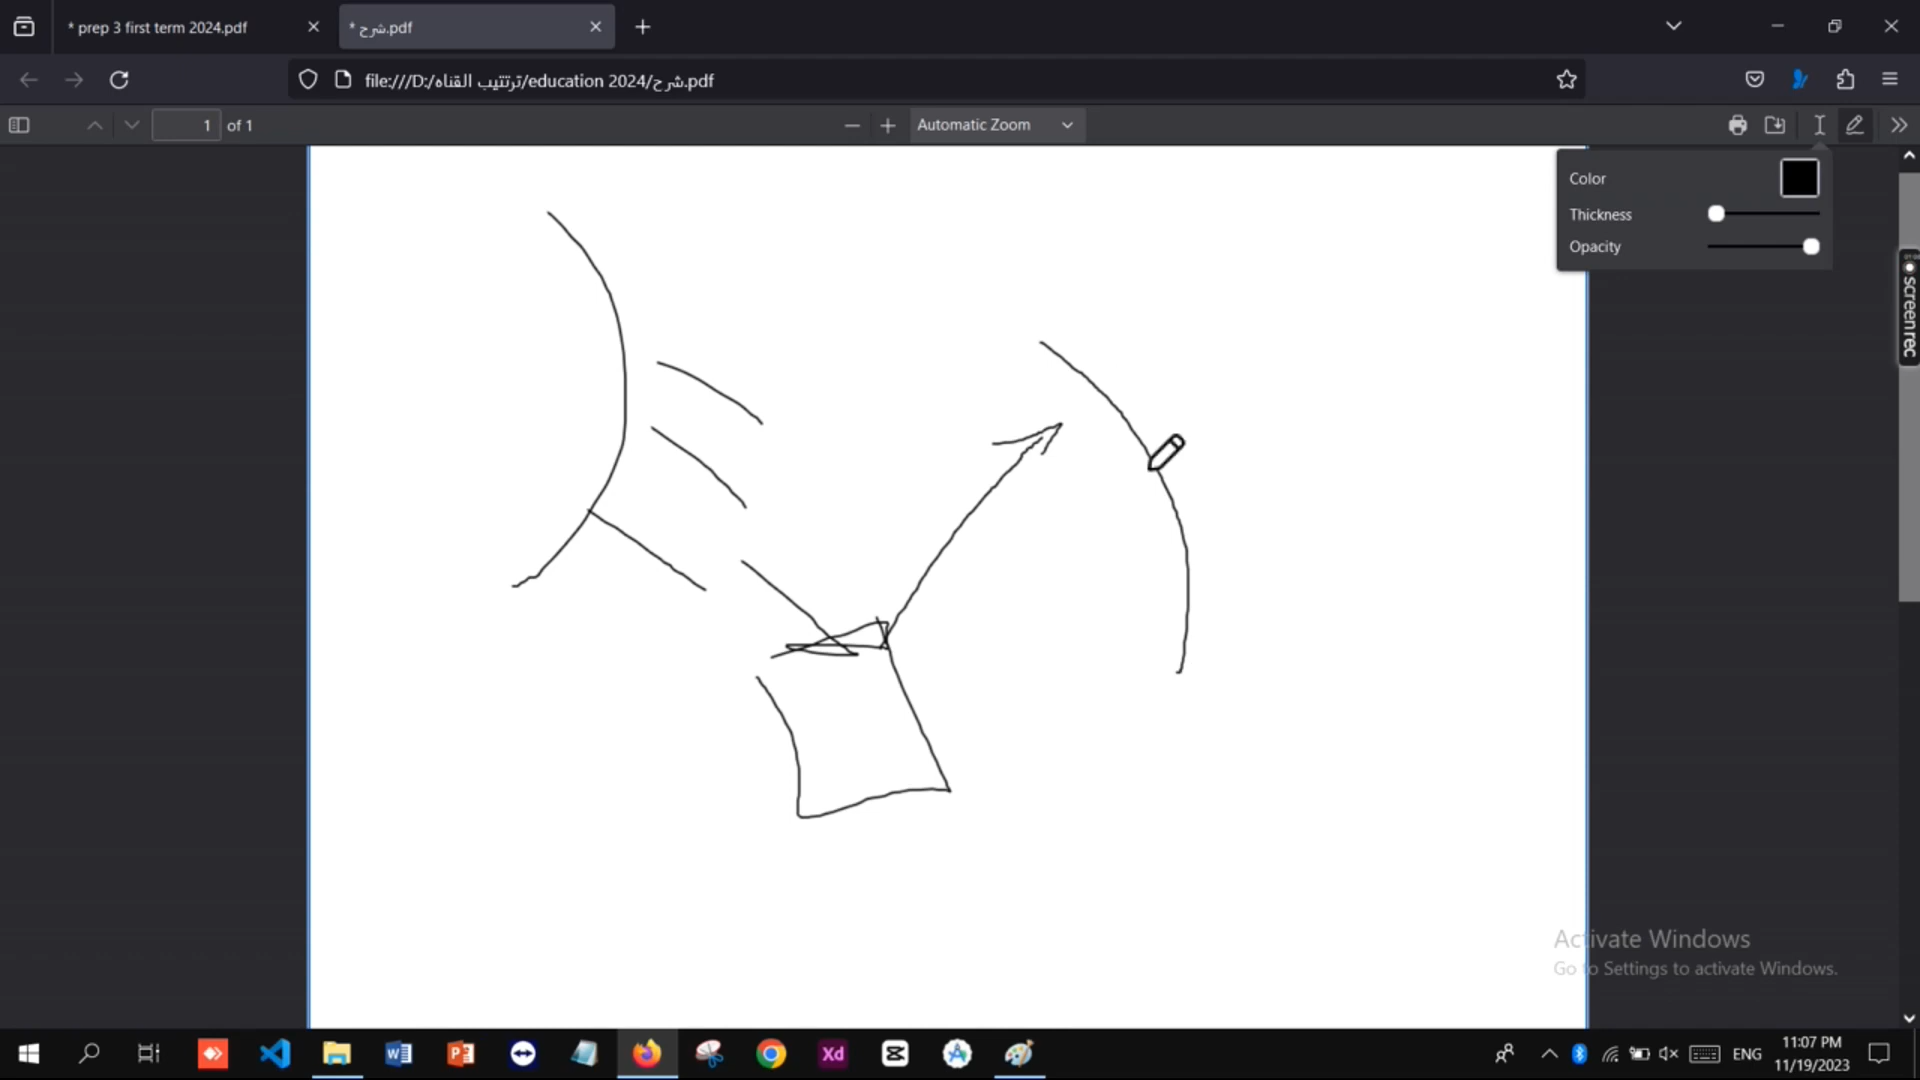 * prep 3 first term 2024.pdf
* شرح.pdf
file:///D:/ترتتيب القناه/education 2024/شرح.pdf
1 of 1
Automatic Zoom
Color
Thickness
Opacity
screenrec
Activate Windows
Go to Settings to activate Windows.
Xd
ENG
11:07 PM
11/19/2023